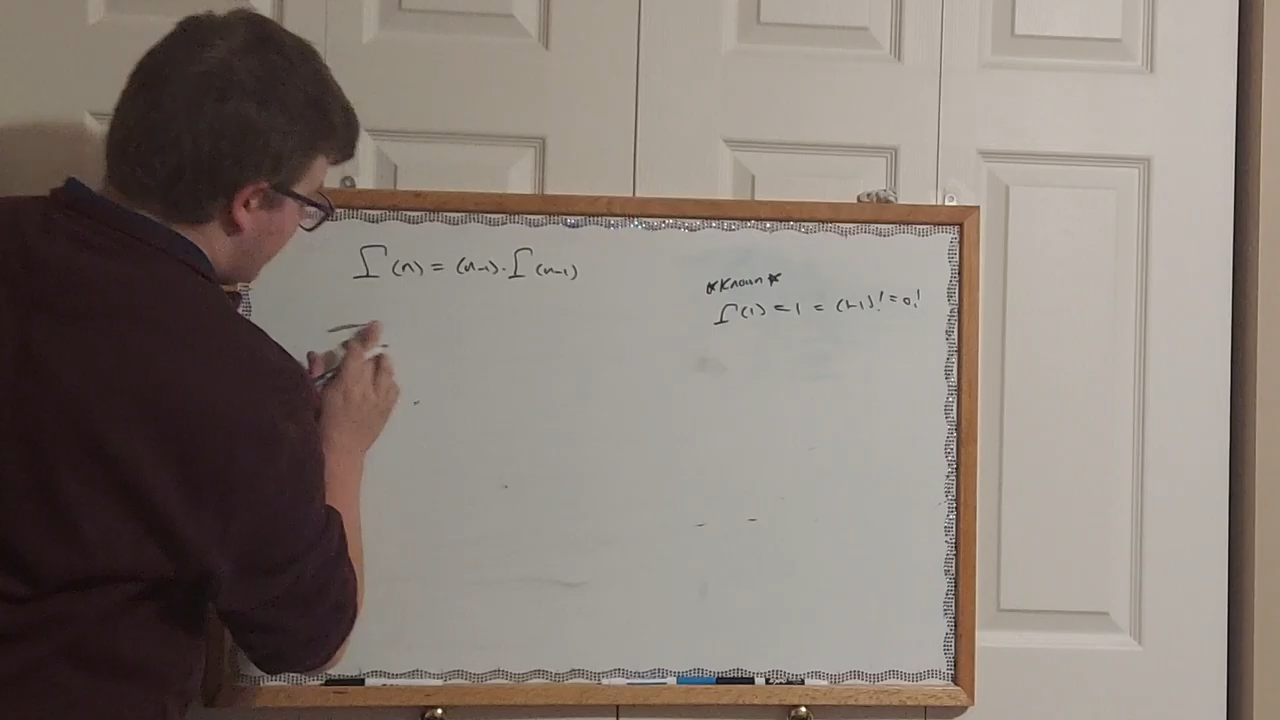 Γ(n) = (n-1)·Γ(n-1)
*Known*
Γ(1) = 1 = (1-1)! = 0!